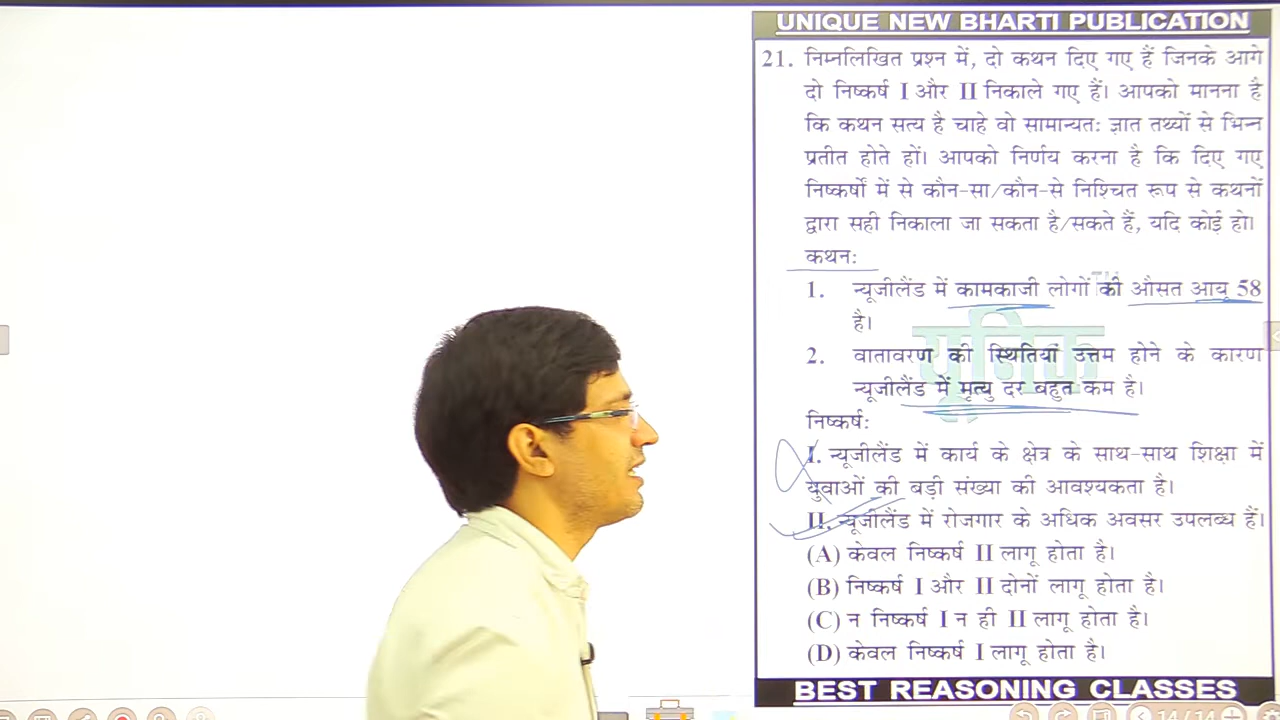 UNIQUE NEW BHARTI PUBLICATION
21. निम्नलिखित प्रश्न में, दो कथन दिए गए हैं जिनके आगे
दो निष्कर्ष I और II निकाले गए हैं। आपको मानना है
कि कथन सत्य है चाहे वो सामान्यतः ज्ञात तथ्यों से भिन्न
प्रतीत होते हों। आपको निर्णय करना है कि दिए गए
निष्कर्षों में से कौन-सा/कौन-से निश्चित रूप से कथनों
द्वारा सही निकाला जा सकता है/सकते हैं, यदि कोई हो।
कथनः
1. न्यूजीलैंड में कामकाजी लोगों की औसत आयु 58
है।
2. वातावरण की स्थितियां उत्तम होने के कारण
न्यूजीलैंड में मृत्यु दर बहुत कम है।
निष्कर्षः
I. न्यूजीलैंड में कार्य के क्षेत्र के साथ-साथ शिक्षा में
युवाओं की बड़ी संख्या की आवश्यकता है।
II. न्यूजीलैंड में रोजगार के अधिक अवसर उपलब्ध हैं।
(A) केवल निष्कर्ष II लागू होता है।
(B) निष्कर्ष I और II दोनों लागू होता है।
(C) न निष्कर्ष I न ही II लागू होता है।
(D) केवल निष्कर्ष I लागू होता है।
यूनिक
BEST REASONING CLASSES
14/14